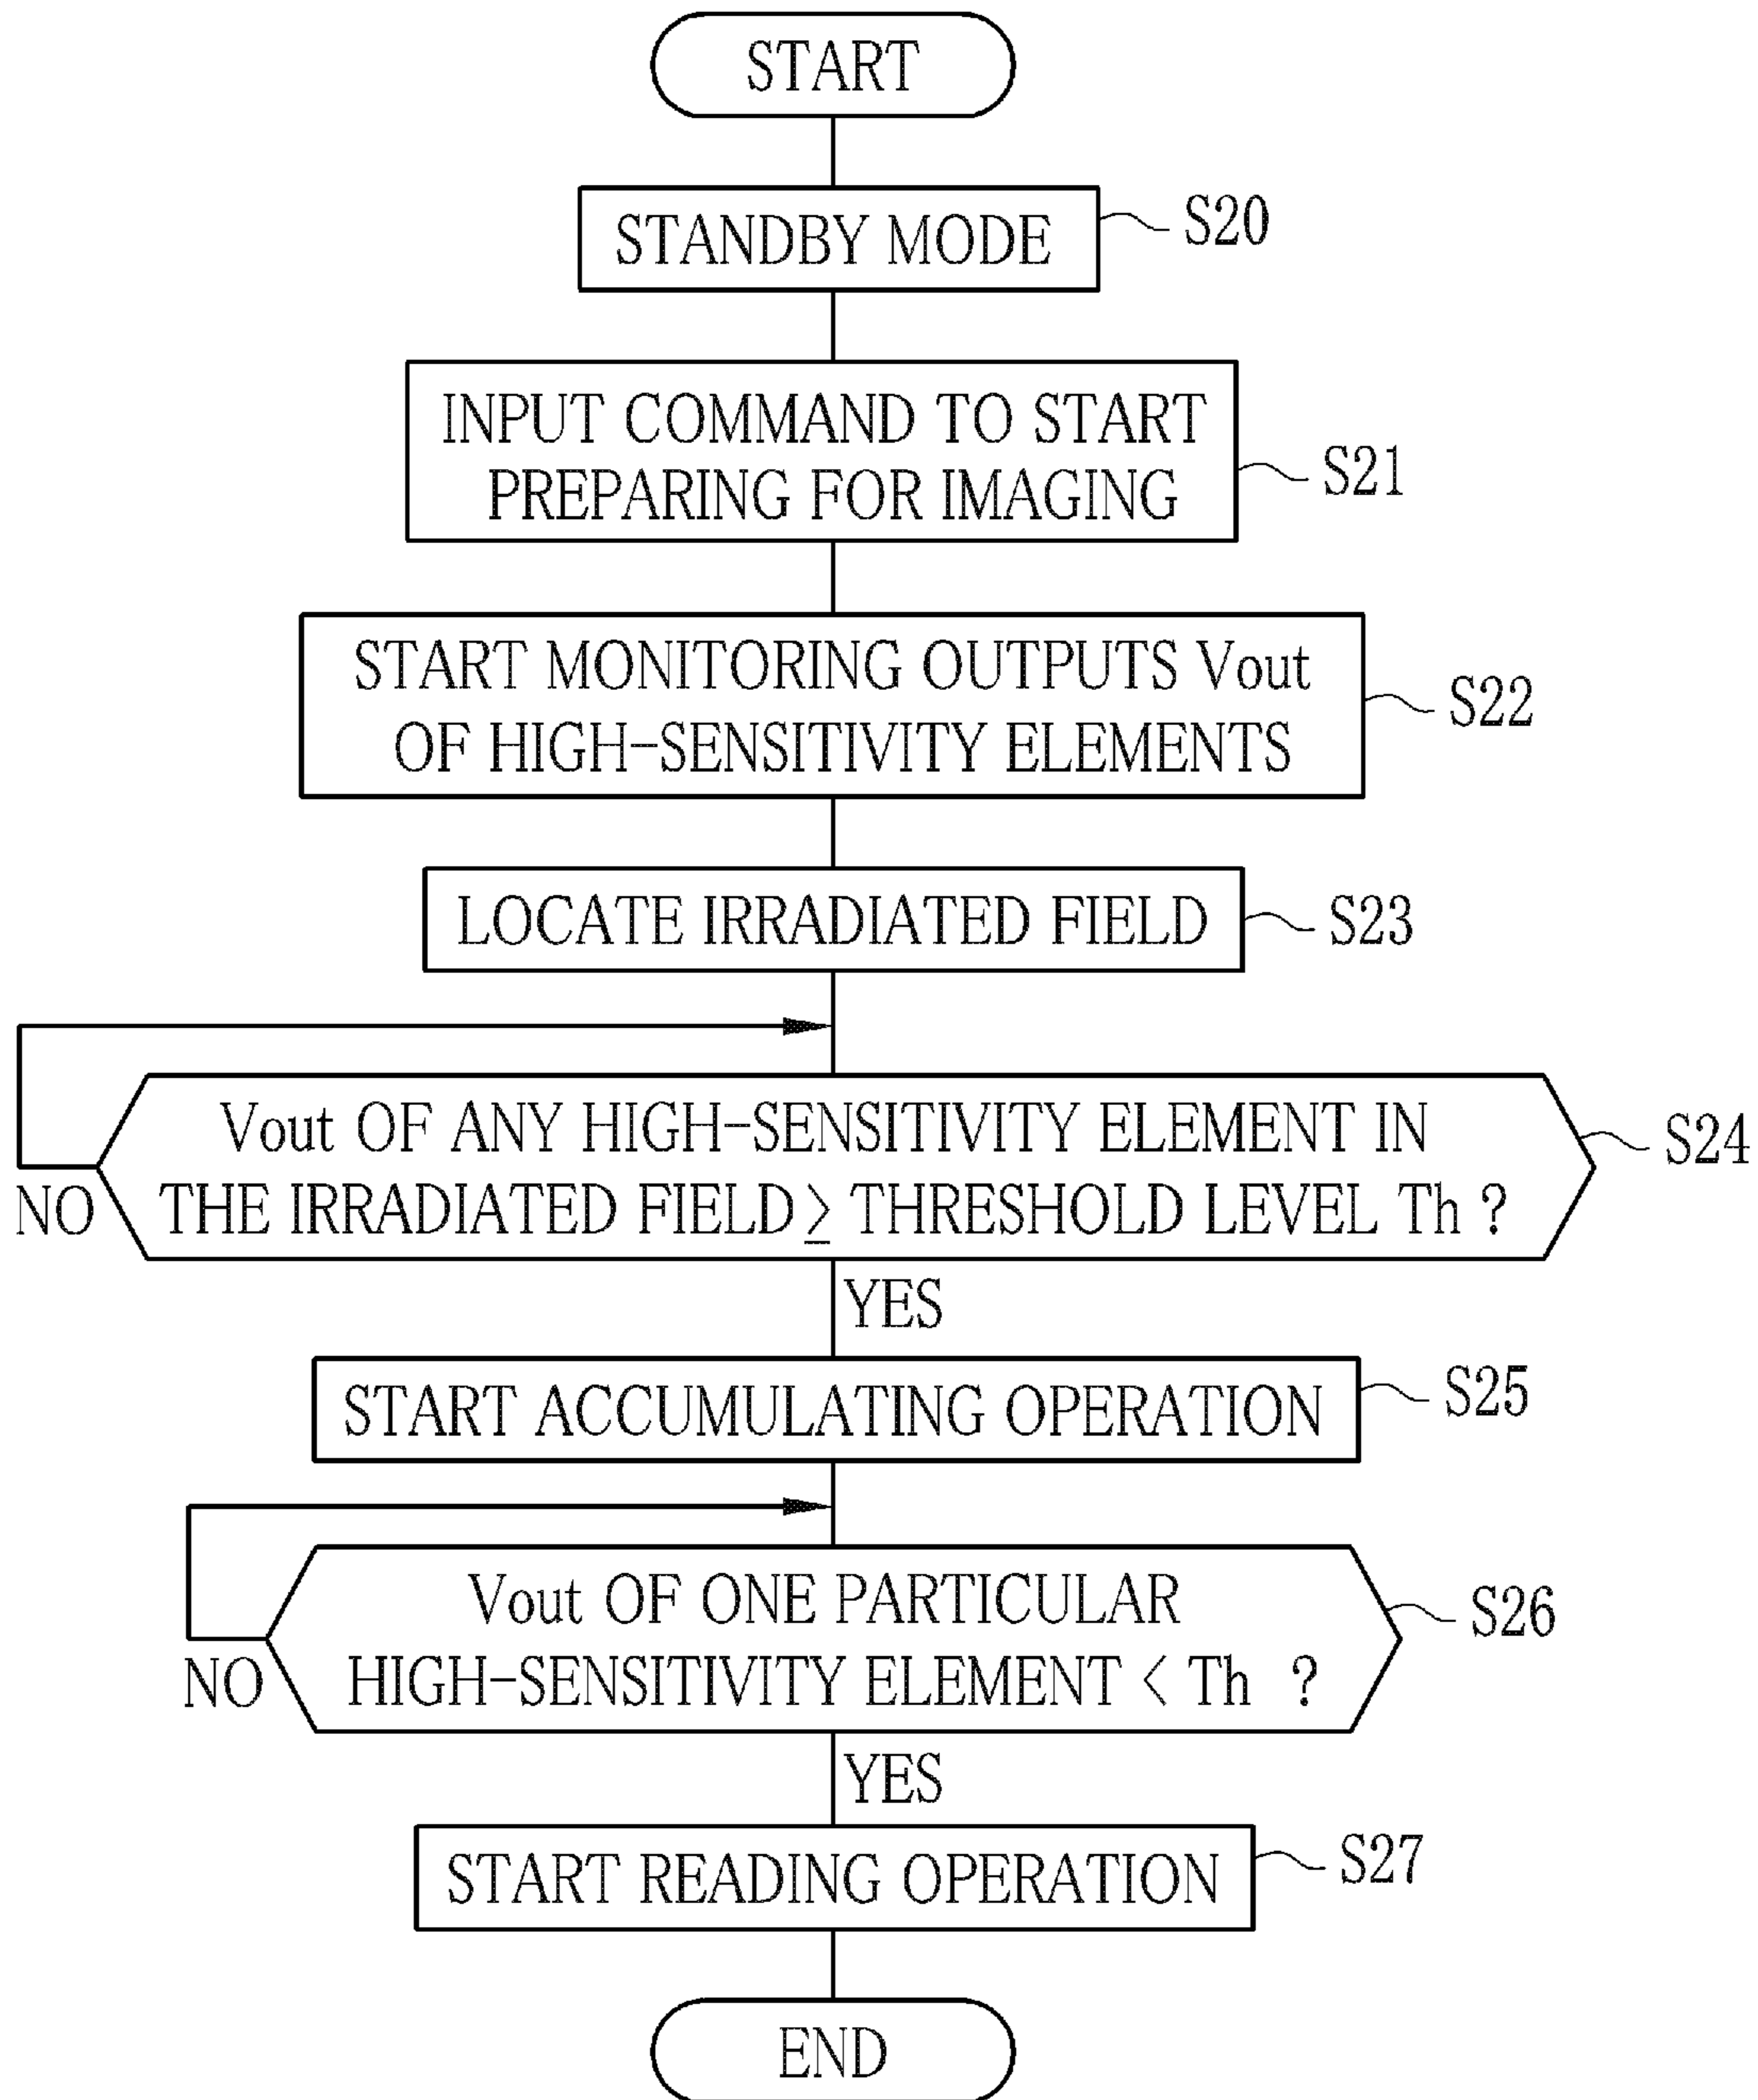 START
STANDBY MODE
S20
INPUT COMMAND TO START
PREPARING FOR IMAGING
S21
START MONITORING OUTPUTS Vout
OF HIGH-SENSITIVITY ELEMENTS
S22
LOCATE IRRADIATED FIELD
S23
Vout OF ANY HIGH-SENSITIVITY ELEMENT IN
THE IRRADIATED FIELD ≥ THRESHOLD LEVEL Th ?
S24
NO
YES
START ACCUMULATING OPERATION
S25
Vout OF ONE PARTICULAR
HIGH-SENSITIVITY ELEMENT < Th ?
S26
NO
YES
START READING OPERATION
S27
END